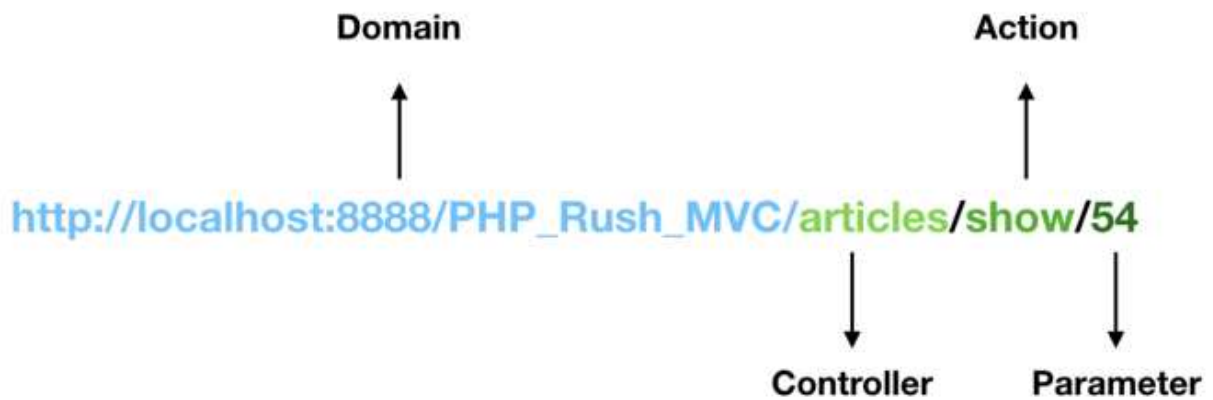 Domain Action
http://localhost:8888/PHP_Rush_MVC/articles/show/54
Controller Parameter